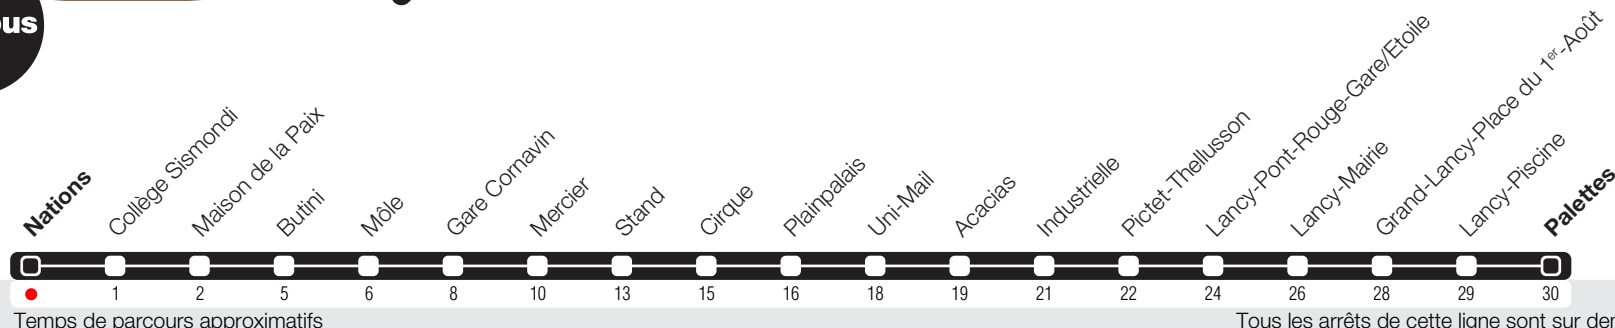 Nations
Collège Sismondi
Maison de la Paix
Butini
Môle
Gare Cornavin
Mercier
Stand
Cirque
Plainpalais
Uni-Mail
Acacias
Industrielle
Pictet-Thellusson
Lancy-Pont-Rouge-Gare/Etoile
Lancy-Mairie
Grand-Lancy-Place du 1er-Août
Lancy-Piscine
Palettes
1 2 5 6 8 10 13 15 16 18 19 21 22 24 26 28 29 30
Temps de parcours approximatifs
Tous les arrêts de cette ligne sont sur